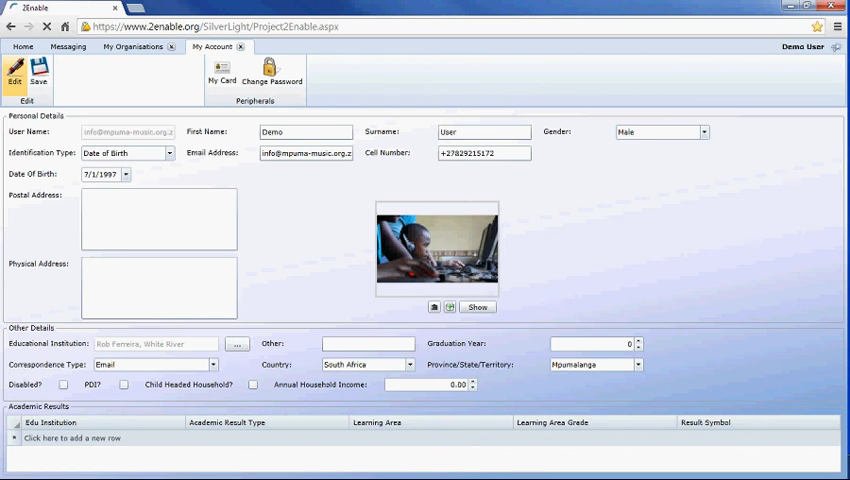 2Enable
https://www.2enable.org/SilverLight/Project2Enable.aspx
Home Messaging My Organisations My Account Demo User
Edit Save My Card Change Password
Edit Peripherals
Personal Details
User Name: info@mpuma-music.org.z First Name: Demo Surname: User Gender: Male
Identification Type: Date of Birth Email Address: info@mpuma-music.org.z Cell Number: +27829215172
Date Of Birth: 7/1/1997
Postal Address:
Physical Address:
Show
Other Details
Educational Institution: Rob Ferreira, White River ... Other: Graduation Year: 0
Correspondence Type: Email Country: South Africa Province/State/Territory: Mpumalanga
Disabled? PDI? Child Headed Household? Annual Household Income: 0.00
Academic Results
Edu Institution Academic Result Type Learning Area Learning Area Grade Result Symbol
Click here to add a new row